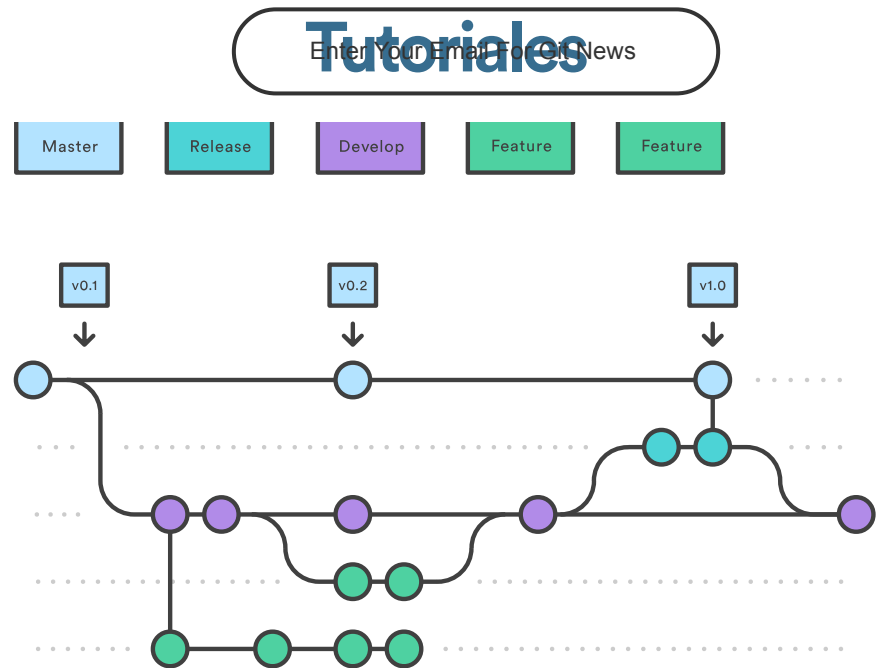 Tutoriales
Enter Your Email For Git News
Master Release Develop Feature Feature
v0.1 v0.2 v1.0